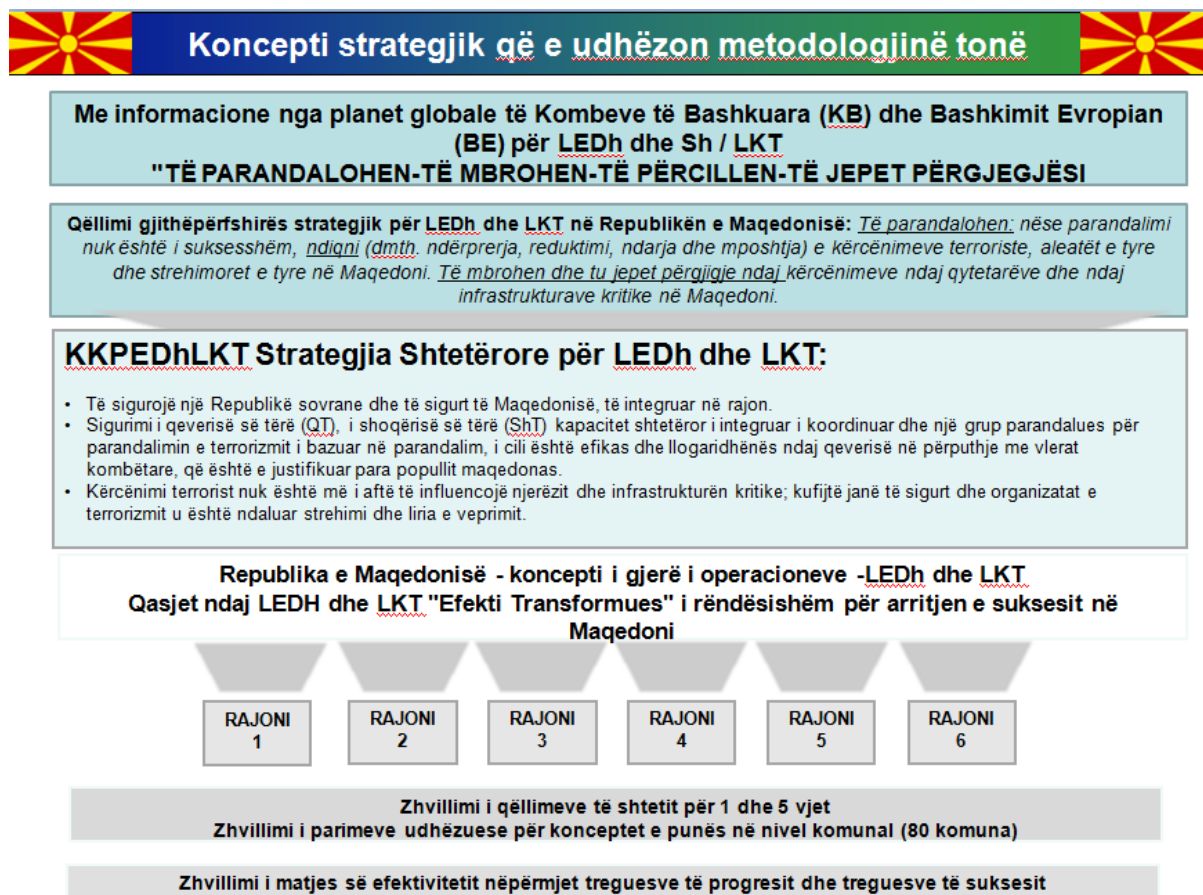 Koncepti strategjik që e udhëzon metodologjinë tonë
Me informacione nga planet globale të Kombeve të Bashkuara (KB) dhe Bashkimit Evropian
(BE) për LEDh dhe Sh / LKT
"TË PARANDALOHEN-TË MBROHEN-TË PËRCILLEN-TË JEPET PËRGJEGJËSI
Qëllimi gjithëpërfshirës strategjik për LEDh dhe LKT në Republikën e Maqedonisë: Të parandalohen: nëse parandalimi
nuk është i suksesshëm, ndiqni (dmth. ndërprerja, reduktimi, ndarja dhe mposhtja) e kërcënimeve terroriste, aleatët e tyre
dhe strehimoret e tyre në Maqedoni. Të mbrohen dhe tu jepet përgjigje ndaj kërcënimeve ndaj qytetarëve dhe ndaj
infrastrukturave kritike në Maqedoni.
KKPEDhLKT Strategjia Shtetërore për LEDh dhe LKT:
• Të sigurojë një Republikë sovrane dhe të sigurt të Maqedonisë, të integruar në rajon.
• Sigurimi i qeverisë së tërë (QT), i shoqërisë së tërë (ShT) kapacitet shtetëror i integruar i koordinuar dhe një grup parandalues për
parandalimin e terrorizmit i bazuar në parandalim, i cili është efikas dhe llogaridhënës ndaj qeverisë në përputhje me vlerat
kombëtare, që është e justifikuar para popullit maqedonas.
• Kërcënimi terrorist nuk është më i aftë të influencojë njerëzit dhe infrastrukturën kritike; kufijtë janë të sigurt dhe organizatat e
terrorizmit u është ndaluar strehimi dhe liria e veprimit.
Republika e Maqedonisë - koncepti i gjerë i operacioneve -LEDh dhe LKT
Qasjet ndaj LEDH dhe LKT "Efekti Transformues" i rëndësishëm për arritjen e suksesit në
Maqedoni
RAJONI
1
RAJONI
2
RAJONI
3
RAJONI
4
RAJONI
5
RAJONI
6
Zhvillimi i qëllimeve të shtetit për 1 dhe 5 vjet
Zhvillimi i parimeve udhëzuese për konceptet e punës në nivel komunal (80 komuna)
Zhvillimi i matjes së efektivitetit nëpërmjet treguesve të progresit dhe treguesve të suksesit